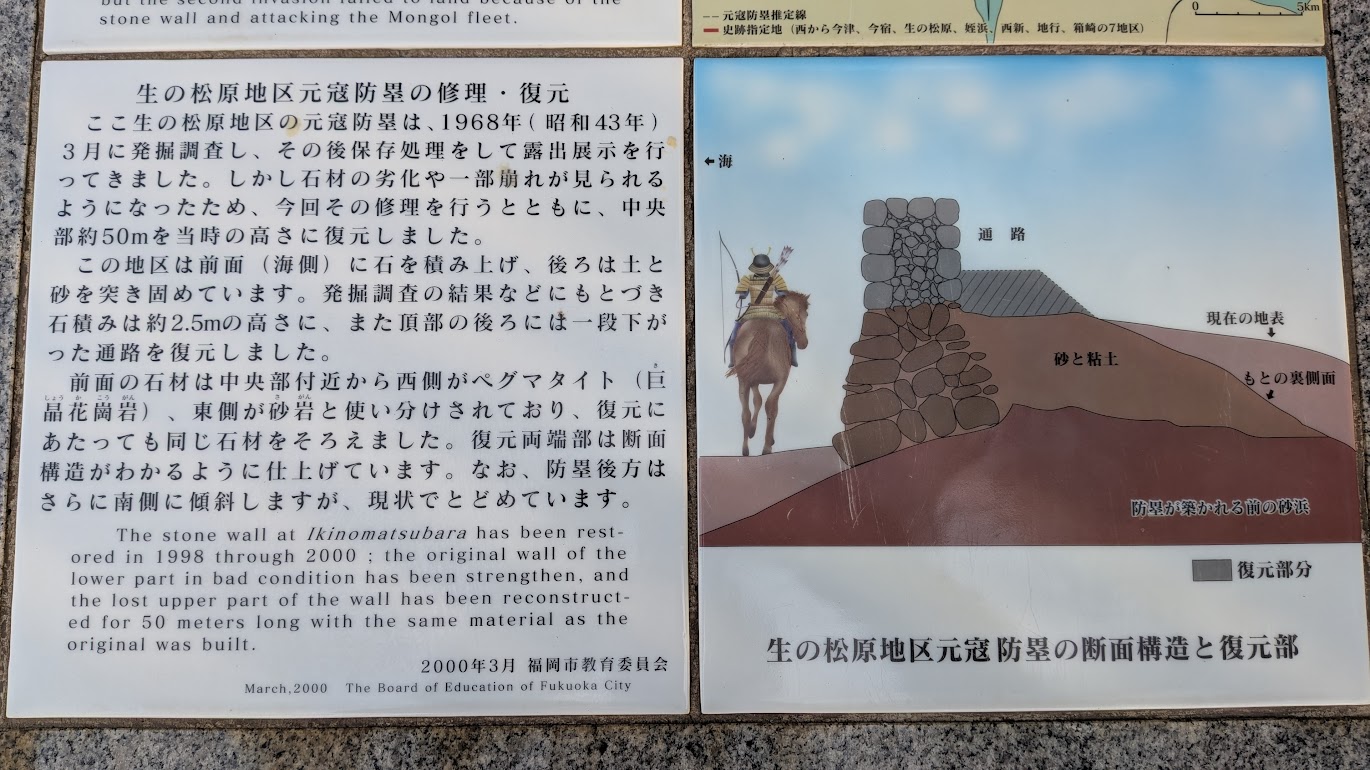 but the second invasion failed to land because of the
stone wall and attacking the Mongol fleet.
元寇防塁推定線
史跡指定地（西から今津、今宿、生の松原、姪浜、西新、地行、箱崎の7地区）
0 5km
生の松原地区元寇防塁の修理・復元
ここ生の松原地区の元寇防塁は、1968年（昭和43年）
3月に発掘調査し、その後保存処理をして露出展示を行
ってきました。しかし石材の劣化や一部崩れが見られる
ようになったため、今回その修理を行うとともに、中央
部約50mを当時の高さに復元しました。
この地区は前面（海側）に石を積み上げ、後ろは土と
砂を突き固めています。発掘調査の結果などにもとづき
石積みは約2.5mの高さに、また頂部の後ろには一段下が
った通路を復元しました。
前面の石材は中央部付近から西側がペグマタイト（巨
晶花崗岩）、東側が砂岩と使い分けされており、復元に
あたっても同じ石材をそろえました。復元両端部は断面
構造がわかるように仕上げています。なお、防塁後方は
さらに南側に傾斜しますが、現状でとどめています。
The stone wall at Ikinomatsubara has been rest-
ored in 1998 through 2000 ; the original wall of the
lower part in bad condition has been strengthen, and
the lost upper part of the wall has been reconstruct-
ed for 50 meters long with the same material as the
original was built.
2000年3月 福岡市教育委員会
March,2000 The Board of Education of Fukuoka City
←海
通路
現在の地表
砂と粘土
もとの裏側面
防塁が築かれる前の砂浜
復元部分
生の松原地区元寇防塁の断面構造と復元部